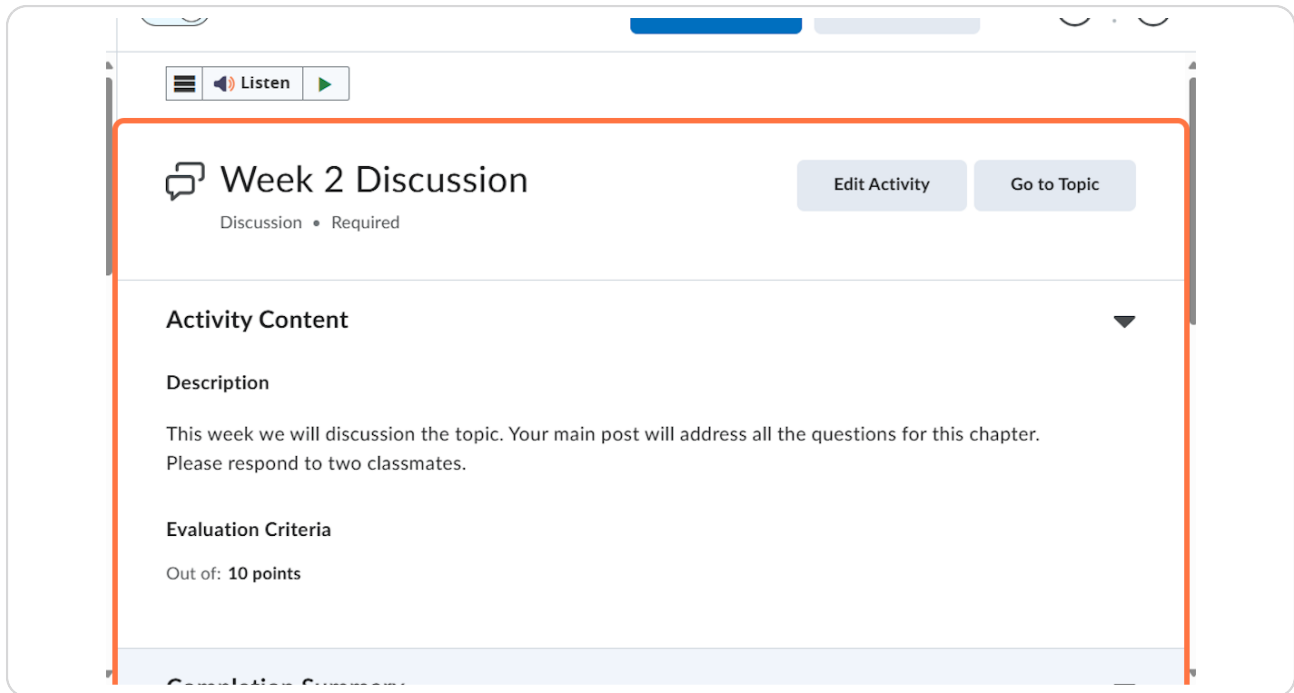 Listen
Week 2 Discussion
Edit Activity
Go to Topic
Discussion • Required
Activity Content
Description
This week we will discussion the topic. Your main post will address all the questions for this chapter.
Please respond to two classmates.
Evaluation Criteria
Out of: 10 points
Completion Summary